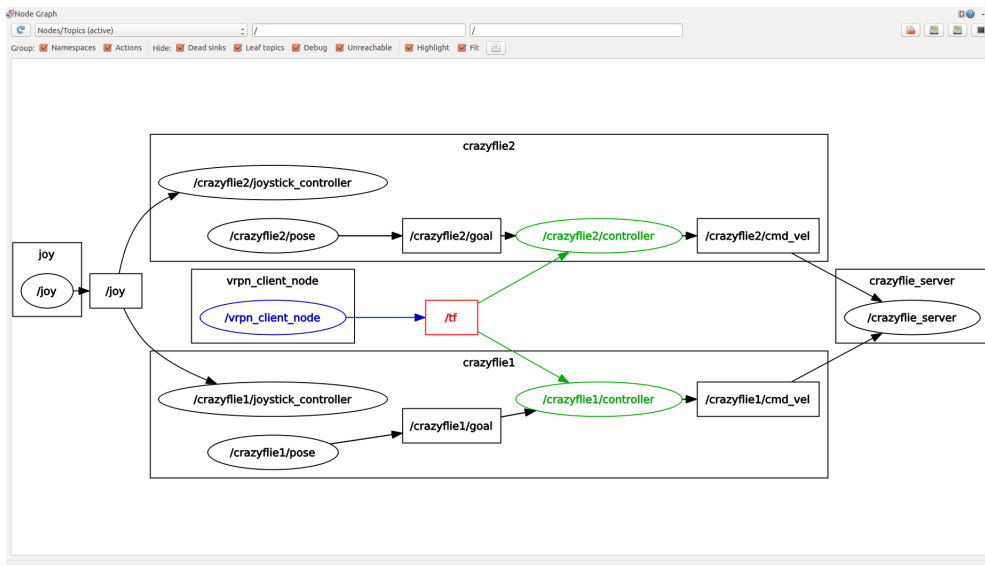 Node Graph
D
Nodes/Topics (active) / /
Group: Namespaces Actions Hide: Dead sinks Leaf topics Debug Unreachable Highlight Fit
crazyflie2
/crazyflie2/joystick_controller
/crazyflie2/pose /crazyflie2/goal /crazyflie2/controller /crazyflie2/cmd_vel
joy
/joy
/joy
vrpn_client_node
/vrpn_client_node
/tf
crazyflie_server
/crazyflie_server
crazyflie1
/crazyflie1/joystick_controller
/crazyflie1/controller
/crazyflie1/cmd_vel
/crazyflie1/goal
/crazyflie1/pose